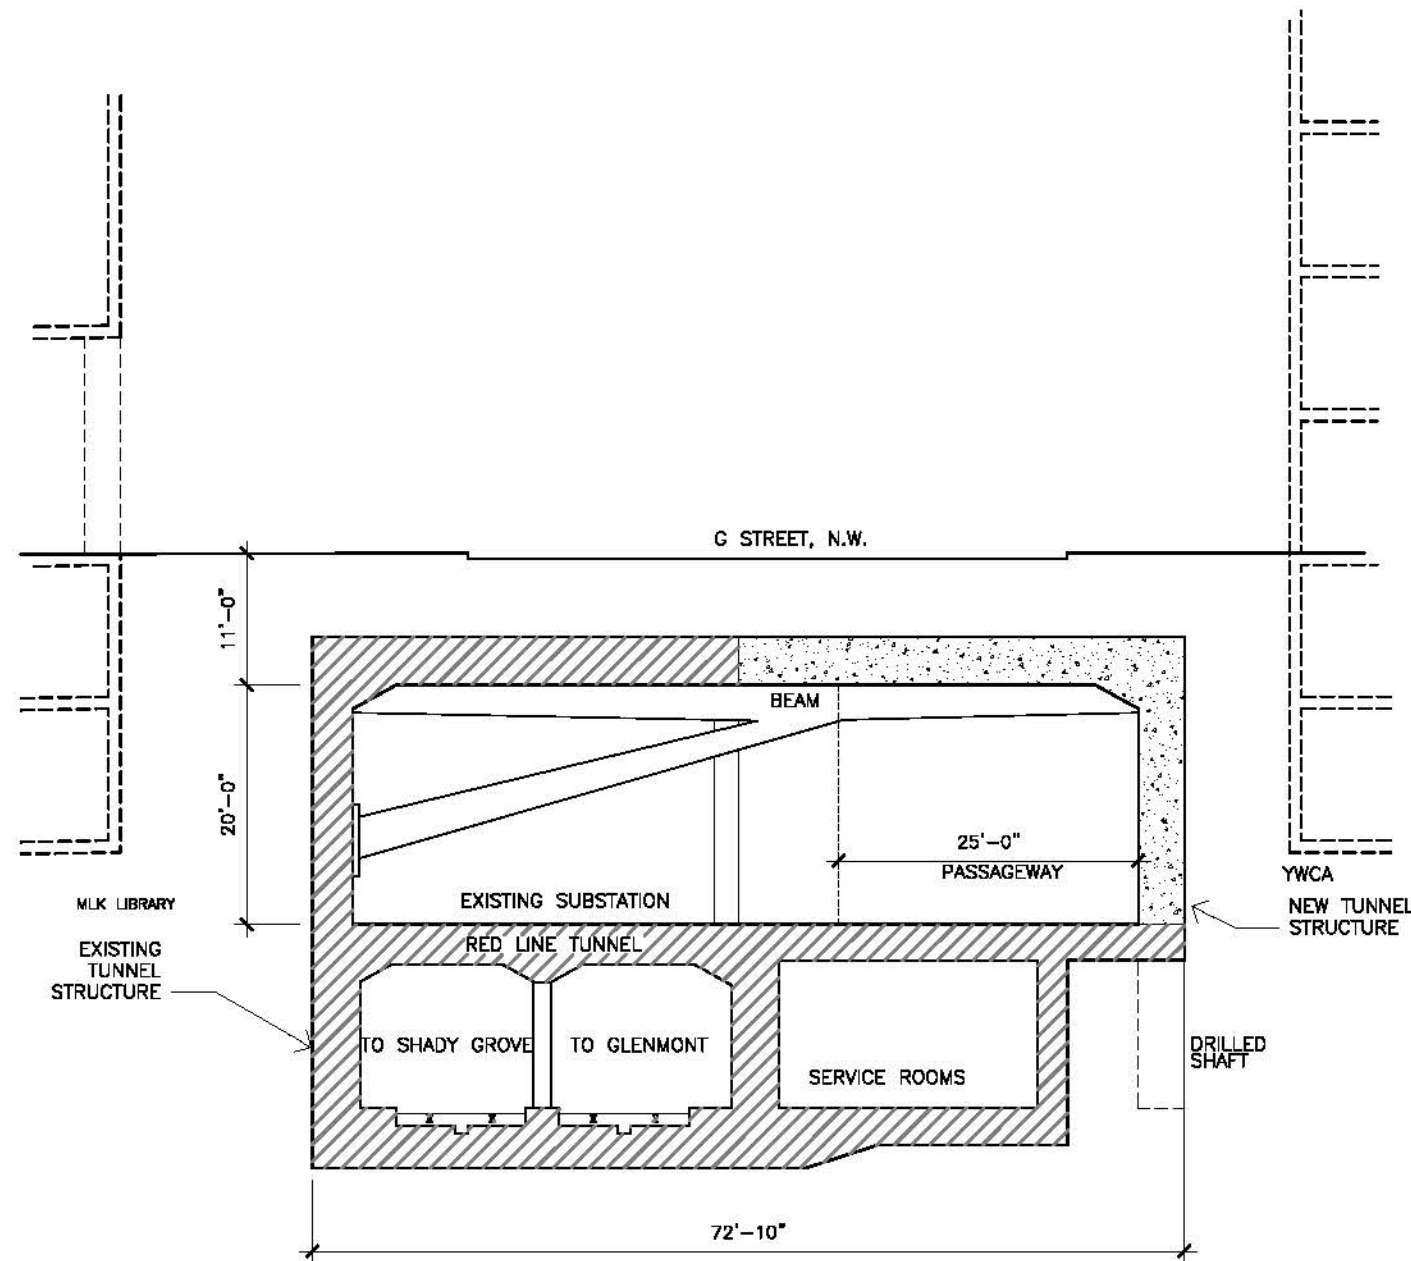 G STREET, N.W.
11'-0"
BEAM
20'-0"
25'-0"
PASSAGEWAY
EXISTING SUBSTATION
MLK LIBRARY
YWCA
NEW TUNNEL
STRUCTURE
RED LINE TUNNEL
EXISTING
TUNNEL
STRUCTURE
TO SHADY GROVE
TO GLENMONT
SERVICE ROOMS
DRILLED
SHAFT
72'-10"